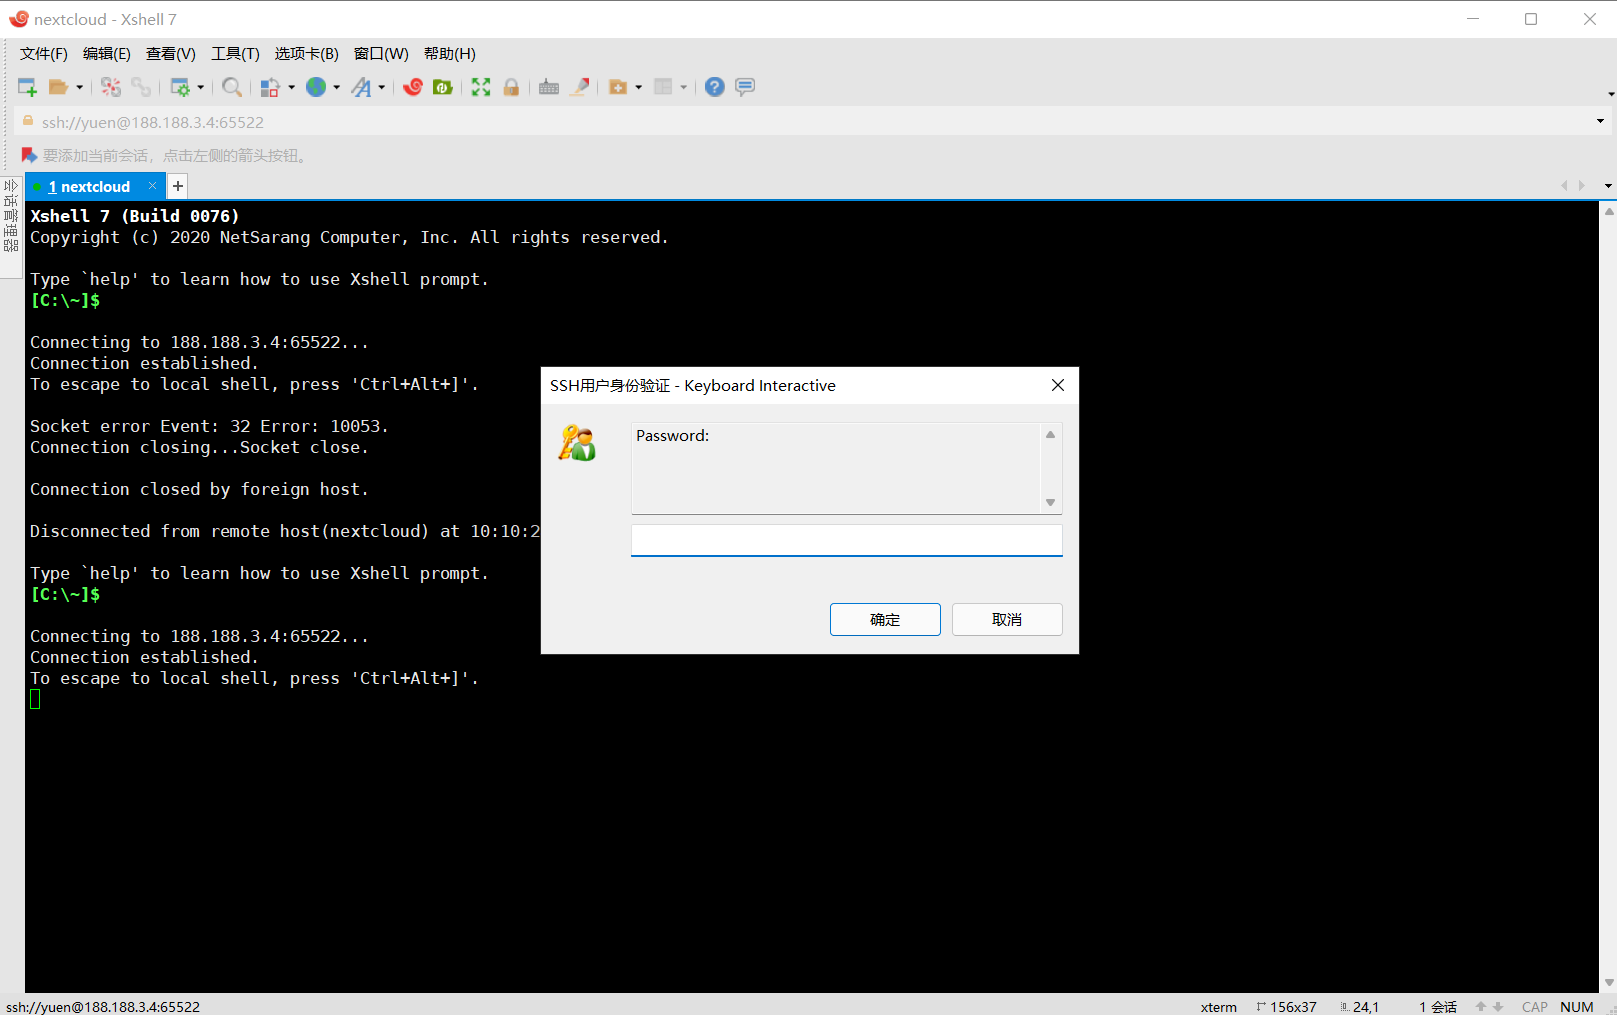 nextcloud - Xshell 7
文件(F) 编辑(E) 查看(V) 工具(T) 选项卡(B) 窗口(W) 帮助(H)
ssh://yuen@188.188.3.4:65522
要添加当前会话，点击左侧的箭头按钮。
会话管理器
1 nextcloud
Xshell 7 (Build 0076)
Copyright (c) 2020 NetSarang Computer, Inc. All rights reserved.
Type `help' to learn how to use Xshell prompt.
[C:\~]$
Connecting to 188.188.3.4:65522...
Connection established.
To escape to local shell, press 'Ctrl+Alt+]'.
Socket error Event: 32 Error: 10053.
Connection closing...Socket close.
Connection closed by foreign host.
Disconnected from remote host(nextcloud) at 10:10:2
Type `help' to learn how to use Xshell prompt.
[C:\~]$
Connecting to 188.188.3.4:65522...
Connection established.
To escape to local shell, press 'Ctrl+Alt+]'.
SSH用户身份验证 - Keyboard Interactive
Password:
确定 取消
ssh://yuen@188.188.3.4:65522 xterm 156x37 24,1 1 会话 CAP NUM